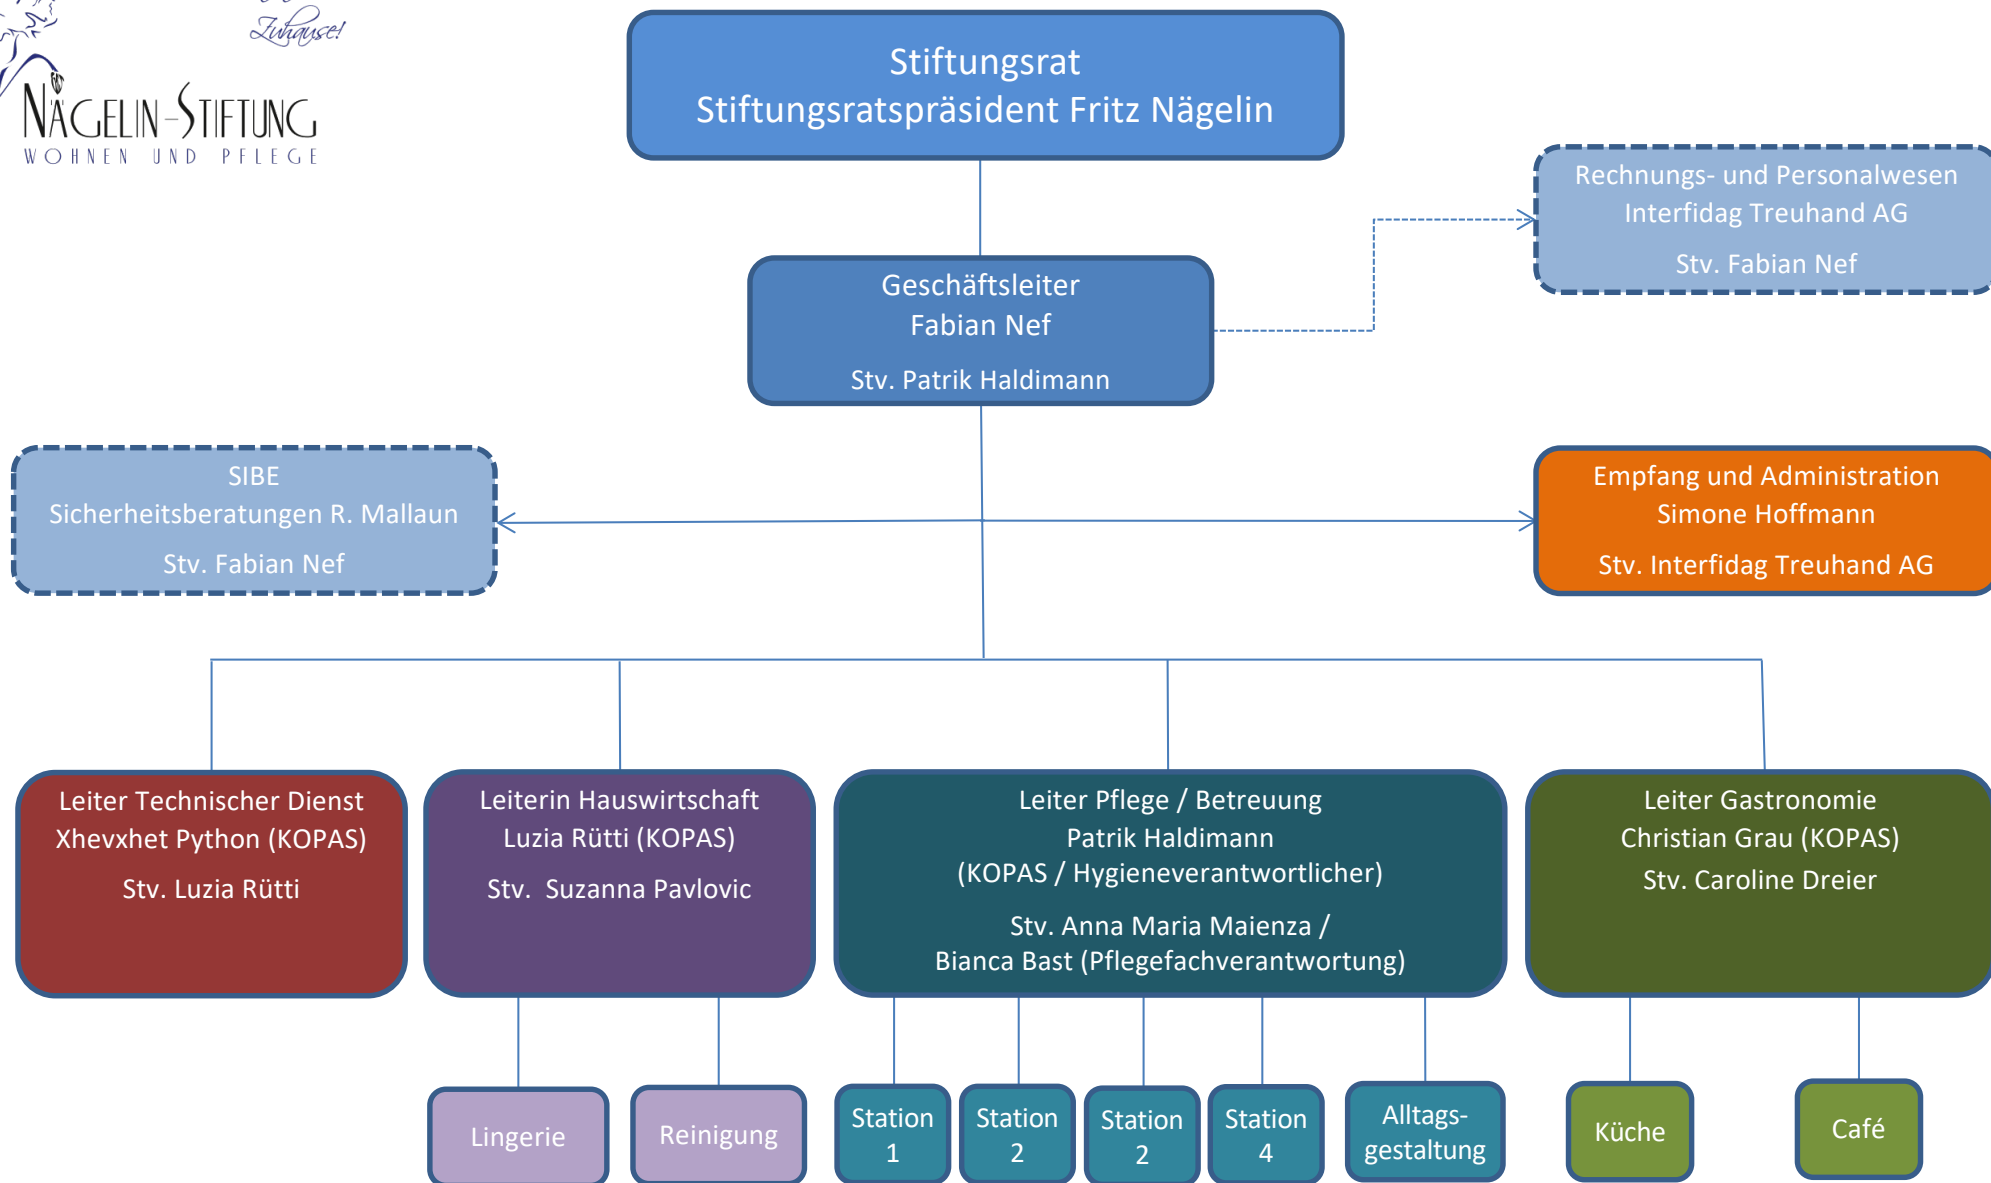 Zuhause!
NÄGELIN-STIFTUNG
WOHNEN UND PFLEGE
Stiftungsrat
Stiftungsratspräsident Fritz Nägelin
Rechnungs- und Personalwesen
Interfidag Treuhand AG
Stv. Fabian Nef
Geschäftsleiter
Fabian Nef
Stv. Patrik Haldimann
SIBE
Sicherheitsberatungen R. Mallaun
Stv. Fabian Nef
Empfang und Administration
Simone Hoffmann
Stv. Interfidag Treuhand AG
Leiter Technischer Dienst
Xhevxhet Python (KOPAS)
Stv. Luzia Rütti
Leiterin Hauswirtschaft
Luzia Rütti (KOPAS)
Stv. Suzanna Pavlovic
Leiter Pflege / Betreuung
Patrik Haldimann
(KOPAS / Hygieneverantwortlicher)
Stv. Anna Maria Maienza /
Bianca Bast (Pflegefachverantwortung)
Leiter Gastronomie
Christian Grau (KOPAS)
Stv. Caroline Dreier
Lingerie
Reinigung
Station
1
Station
2
Station
2
Station
4
Alltags-
gestaltung
Küche
Café